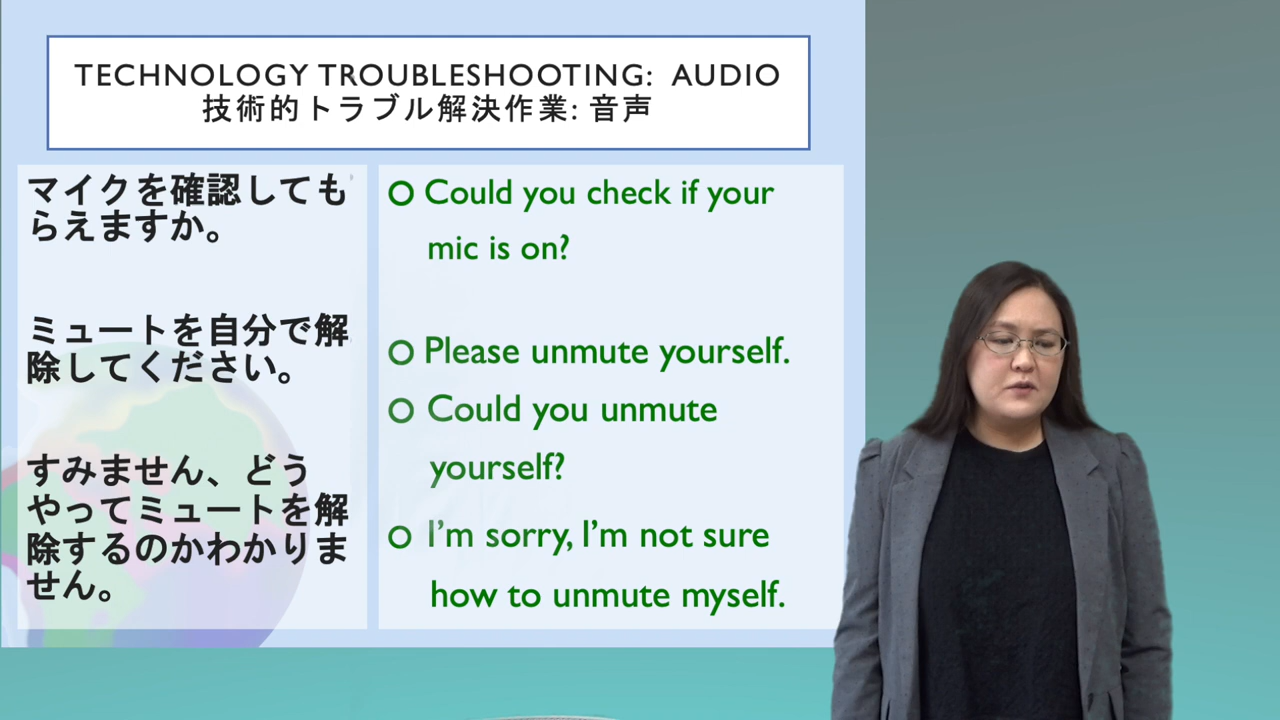 TECHNOLOGY TROUBLESHOOTING: AUDIO
技術的トラブル解決作業: 音声
マイクを確認しても
らえますか。
ミュートを自分で解
除してください。
すみません、どう
やってミュートを解
除するのかわかりま
せん。
Could you check if your
mic is on?
Please unmute yourself.
Could you unmute
yourself?
I'm sorry, I'm not sure
how to unmute myself.